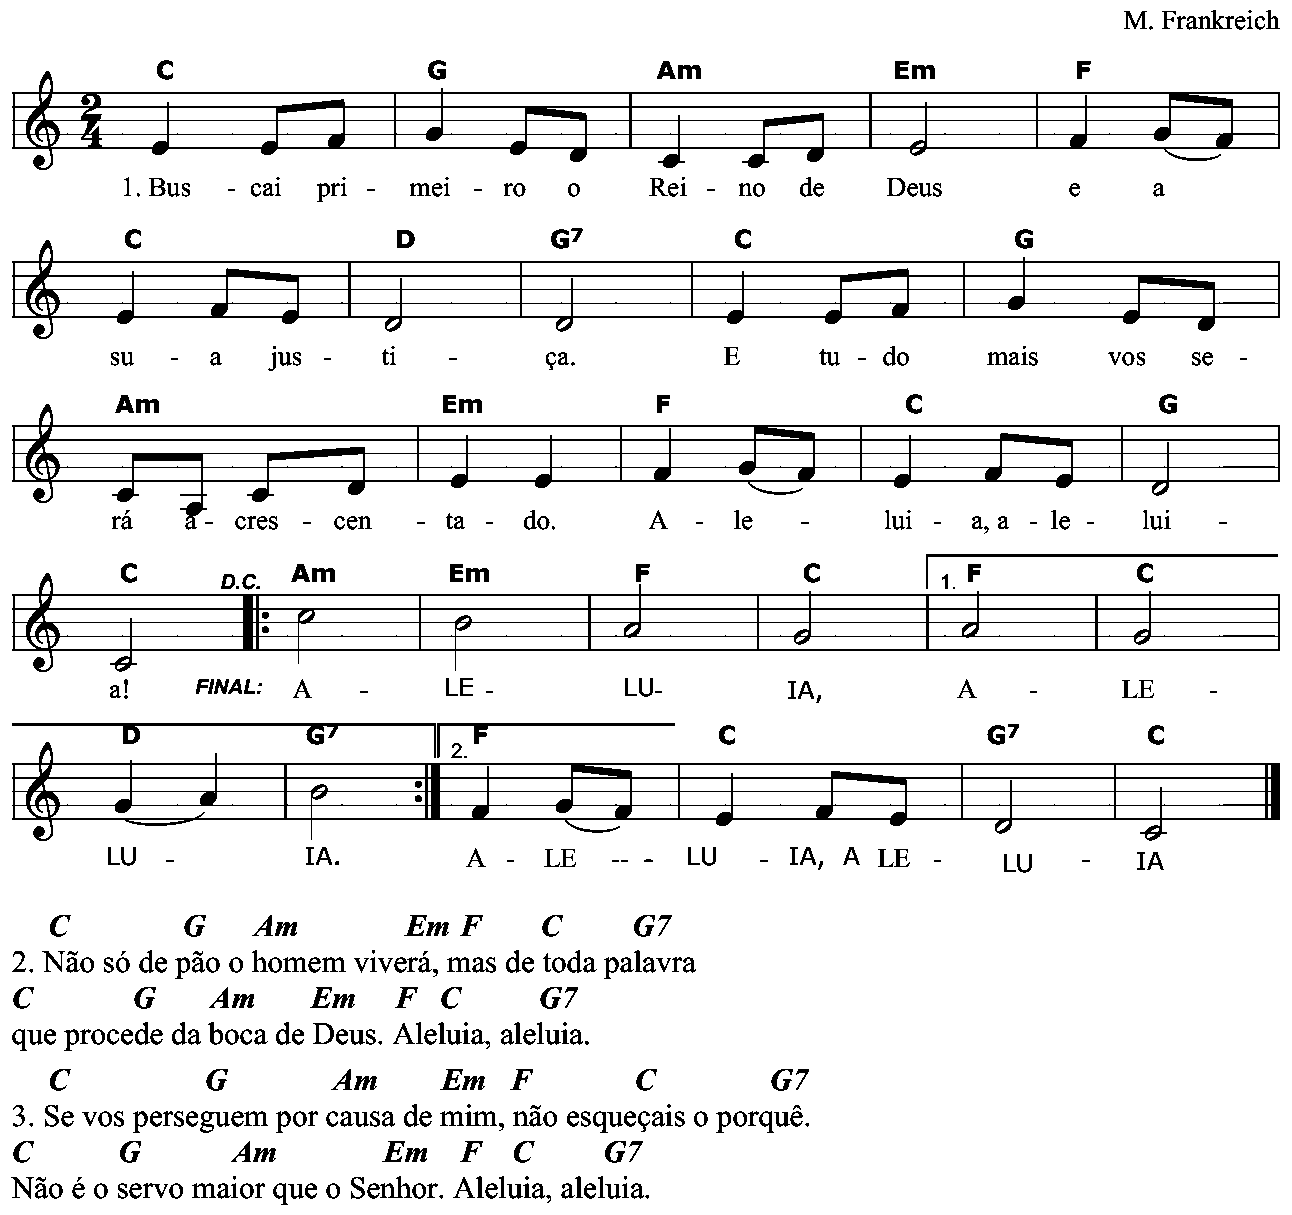 M. Frankreich
C G Am Em F
2 4
1. Bus - cai pri - mei - ro o Rei - no de Deus e a
C D G7 C G
su - a jus - ti - ça. E tu - do mais vos se -
Am Em F C G
rá a - cres - cen - ta - do. A - le - lui - a, a - le - lui -
C D.C. Am Em F C 1. F C
a! FINAL: A - LE - LU- IA, A - LE -
D G7 2. F C G7 C
LU - IA. A - LE -- - LU - IA, A LE - LU - IA
C G Am Em F C G7
2. Não só de pão o homem viverá, mas de toda palavra
C G Am Em F C G7
que procede da boca de Deus. Aleluia, aleluia.
C G Am Em F C G7
3. Se vos perseguem por causa de mim, não esqueçais o porquê.
C G Am Em F C G7
Não é o servo maior que o Senhor. Aleluia, aleluia.